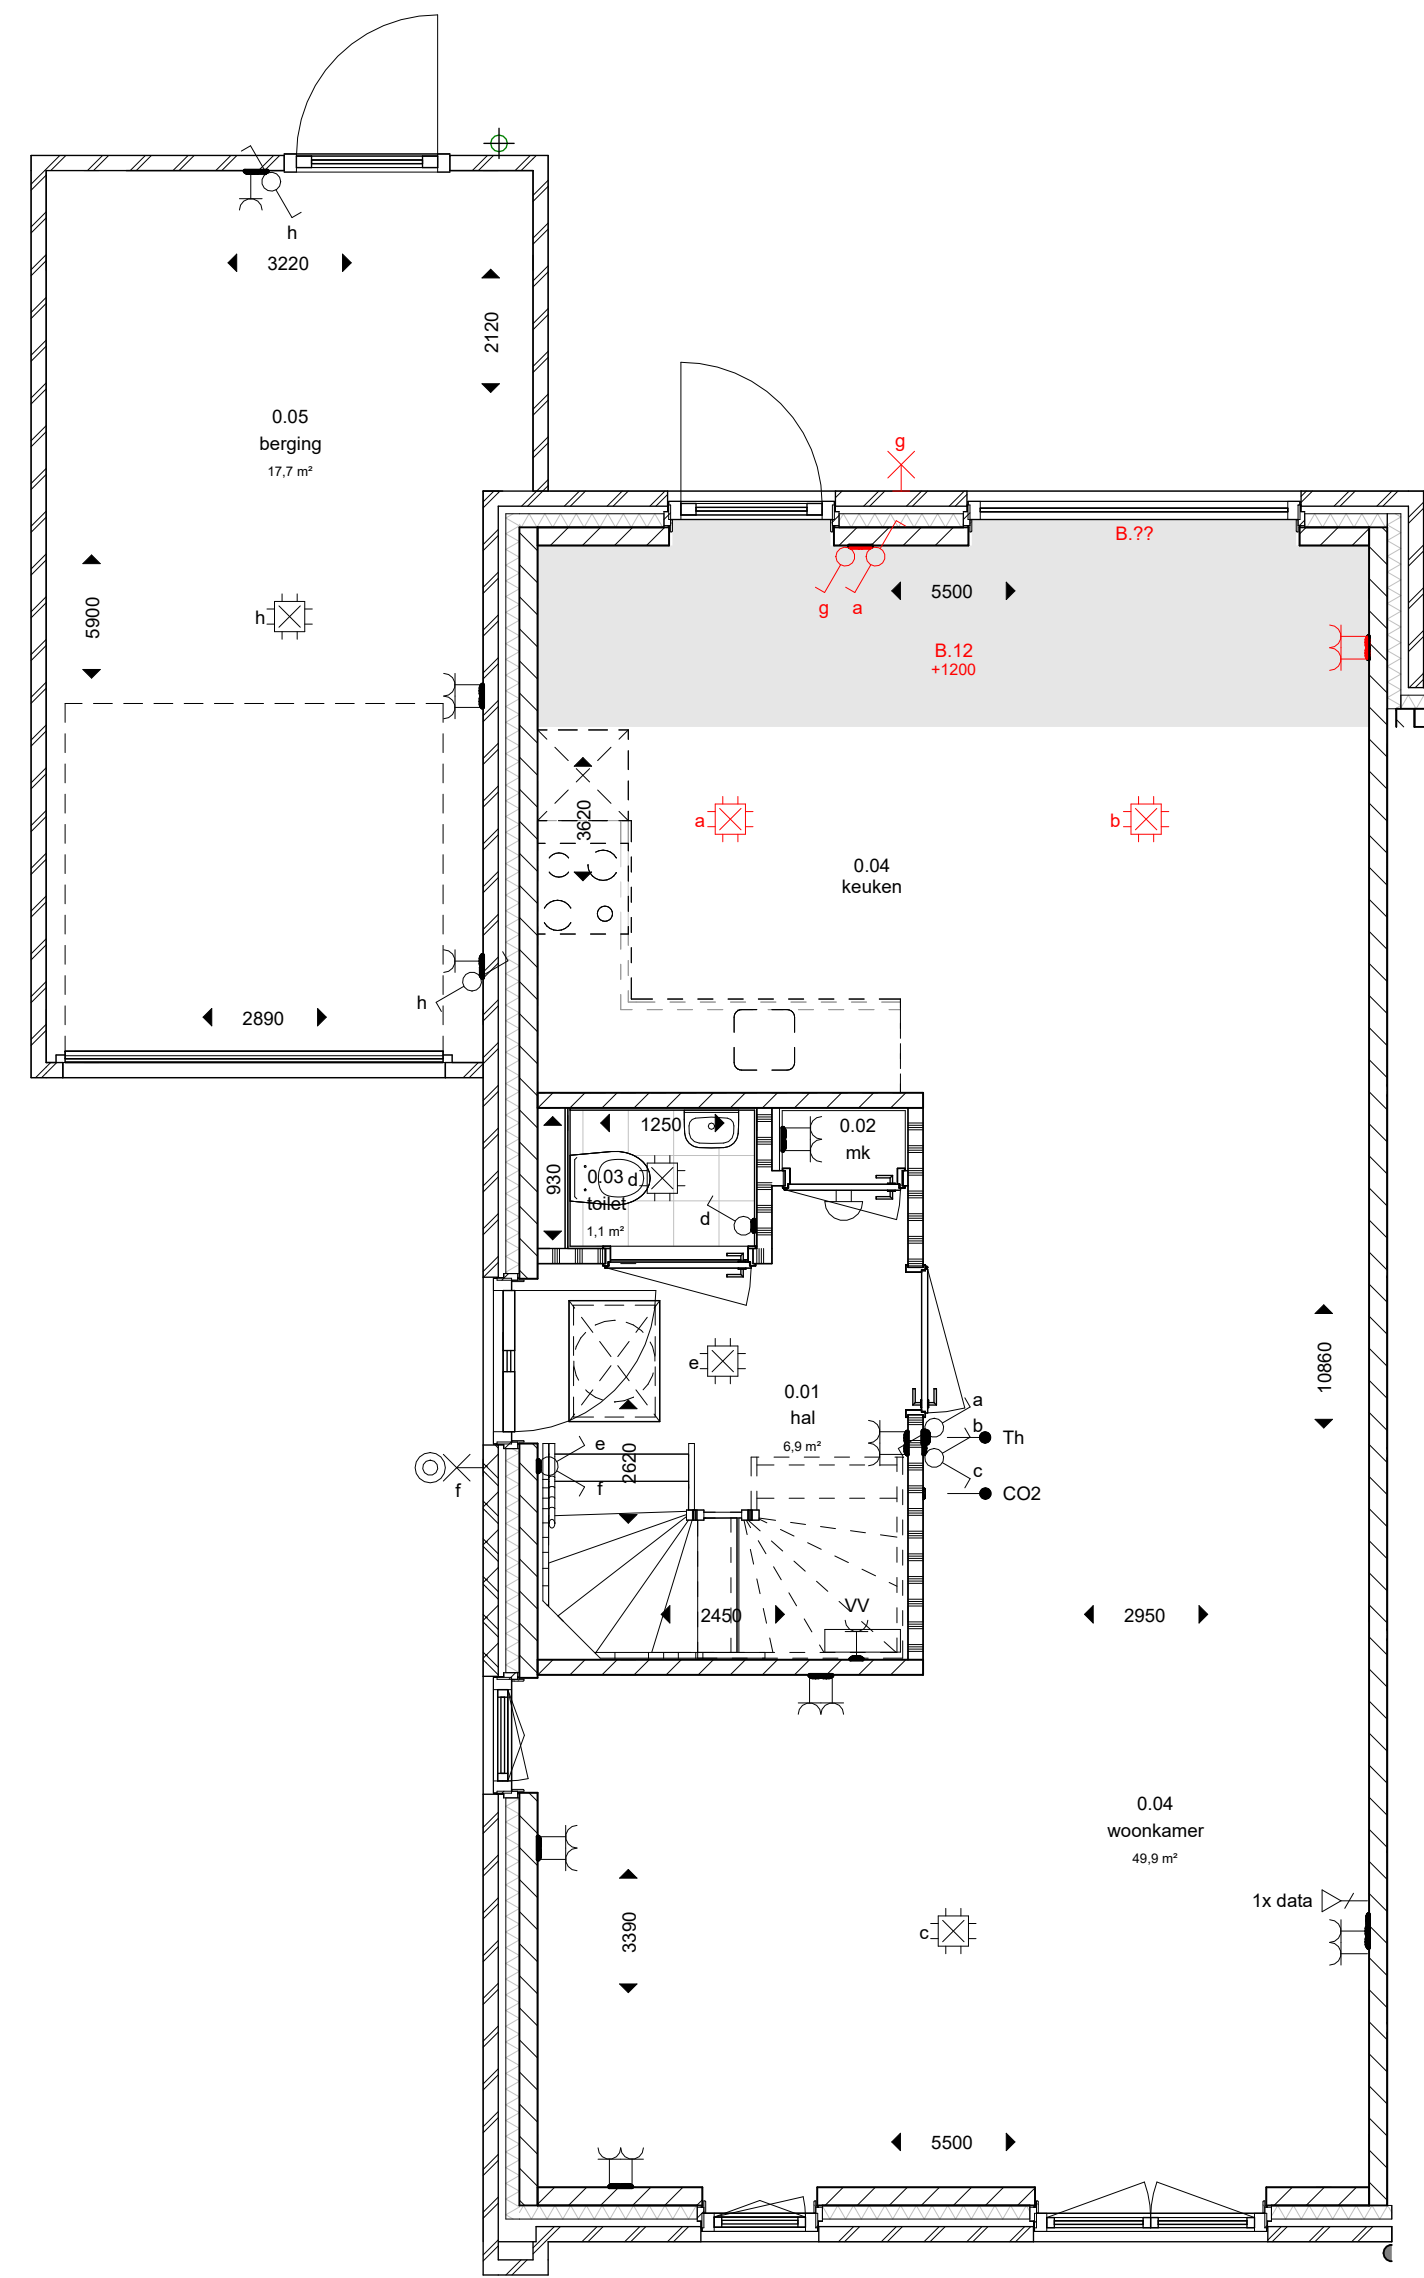 h
3220
2120
0.05
berging
17,7 m²
g
B.??
5900
h
g
a
5500
B.12
+1200
3620
a
b
0.04
keuken
h
2890
1250
0.02
mk
930
0.03
d
toilet
1,1 m²
d
e
0.01
hal
6,9 m²
10860
a
b
Th
c
CO2
e
2620
f
f
2450
VV
2950
0.04
woonkamer
49,9 m²
1x data
3390
c
5500